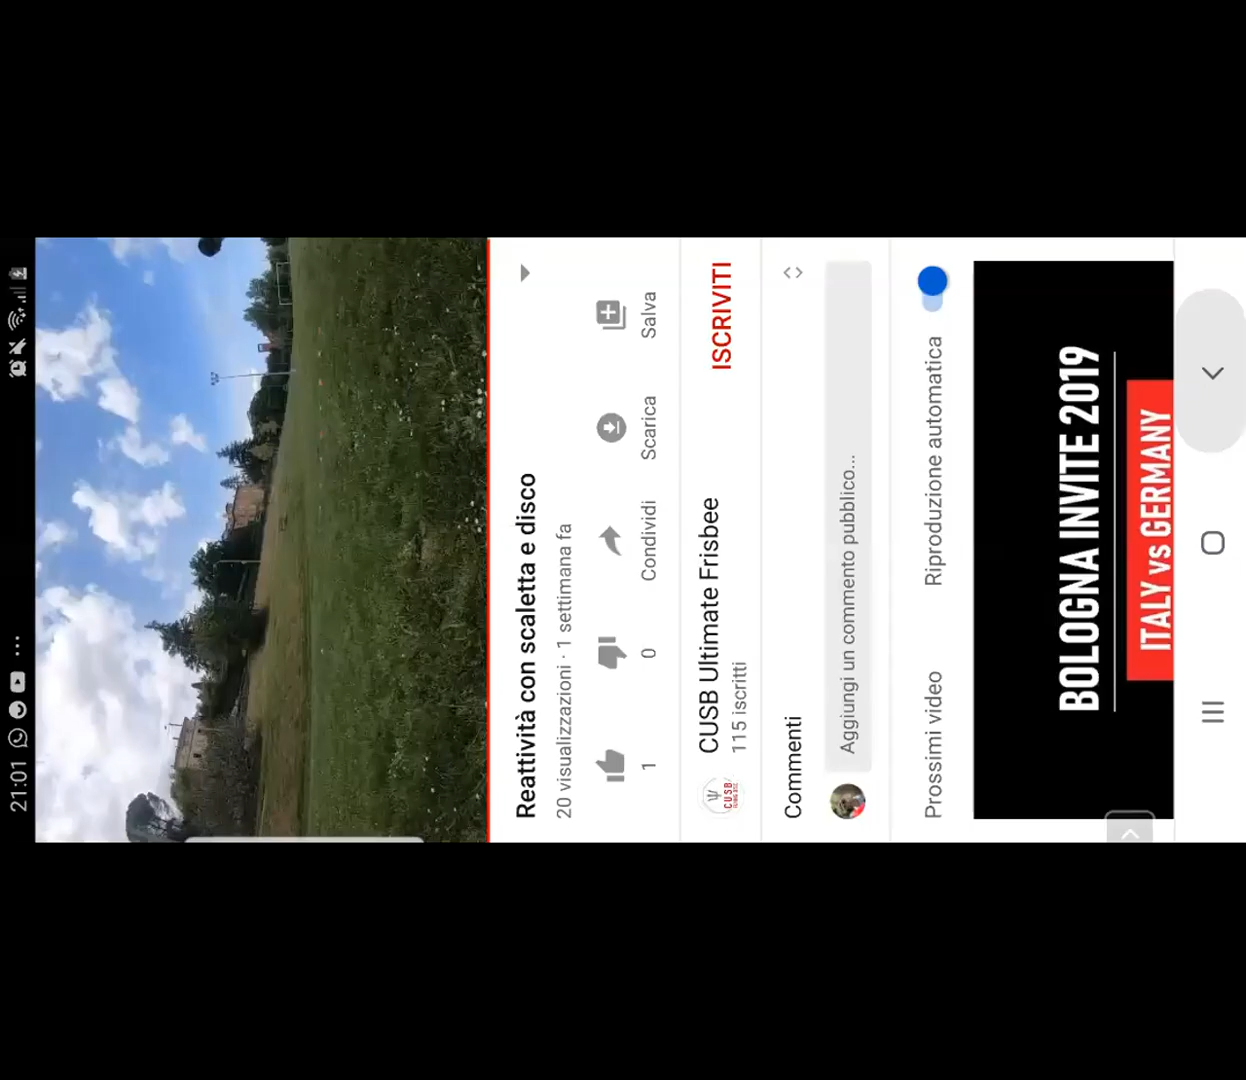 21:01
Reattività con scaletta e disco
20 visualizzazioni · 1 settimana fa
1
0
Condividi
Scarica
Salva
CUSB Ultimate Frisbee
115 iscritti
ISCRIVITI
CUSB
Commenti
Aggiungi un commento pubblico...
Prossimi video
Riproduzione automatica
BOLOGNA INVITE 2019
ITALY vs GERMANY